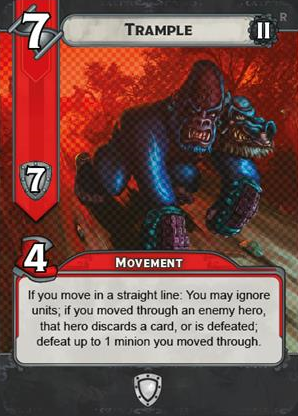 7
TRAMPLE
II
R
7
4
MOVEMENT
If you move in a straight line: You may ignore
units; if you moved through an enemy hero,
that hero discards a card, or is defeated;
defeat up to 1 minion you moved through.